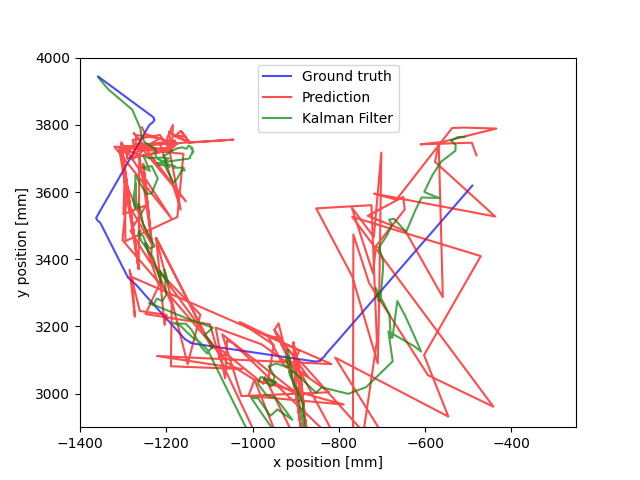 4000
3800
3600
3400
3200
3000
y position [mm]
Ground truth
Prediction
Kalman Filter
−1400 −1200 −1000 −800 −600 −400
x position [mm]